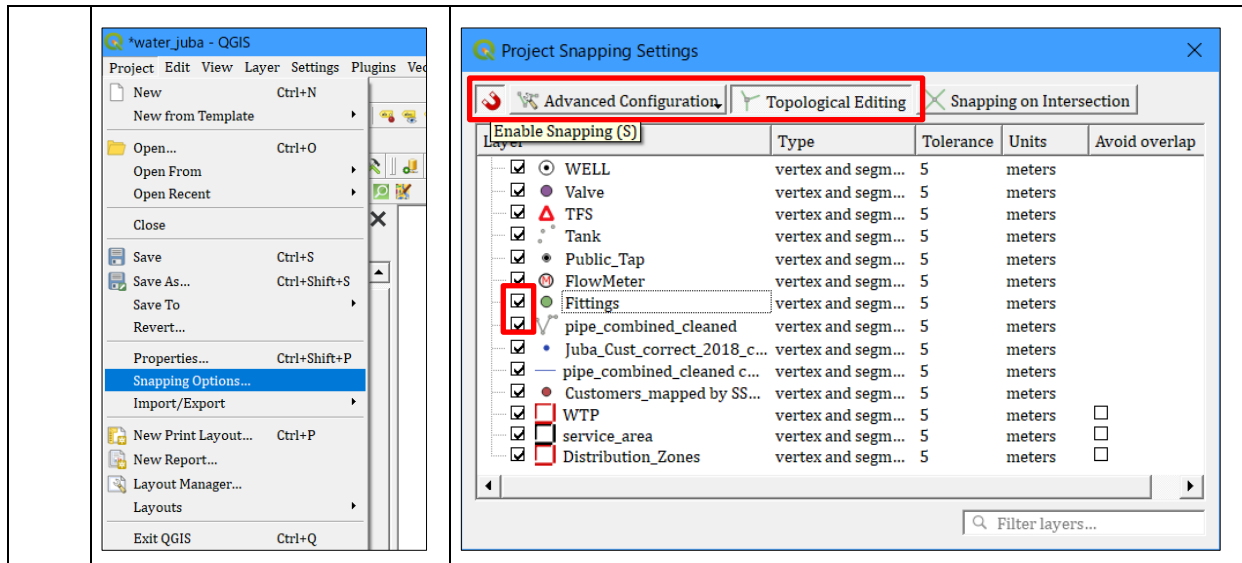 *water_juba - QGIS
Project Edit View Layer Settings Plugins Vec
New Ctrl+N
New from Template
Open... Ctrl+O
Open From
Open Recent
Close
Save Ctrl+S
Save As... Ctrl+Shift+S
Save To
Revert...
Properties... Ctrl+Shift+P
Snapping Options...
Import/Export
New Print Layout... Ctrl+P
New Report...
Layout Manager...
Layouts
Exit QGIS Ctrl+Q
Project Snapping Settings
Advanced Configuration Topological Editing Snapping on Intersection
Enable Snapping (S)
Layer Type Tolerance Units Avoid overlap
WELL vertex and segm... 5 meters
Valve vertex and segm... 5 meters
TFS vertex and segm... 5 meters
Tank vertex and segm... 5 meters
Public_Tap vertex and segm... 5 meters
M FlowMeter vertex and segm... 5 meters
Fittings vertex and segm... 5 meters
pipe_combined_cleaned vertex and segm... 5 meters
Juba_Cust_correct_2018_c... vertex and segm... 5 meters
pipe_combined_cleaned c... vertex and segm... 5 meters
Customers_mapped by SS... vertex and segm... 5 meters
WTP vertex and segm... 5 meters
service_area vertex and segm... 5 meters
Distribution_Zones vertex and segm... 5 meters
Filter layers...